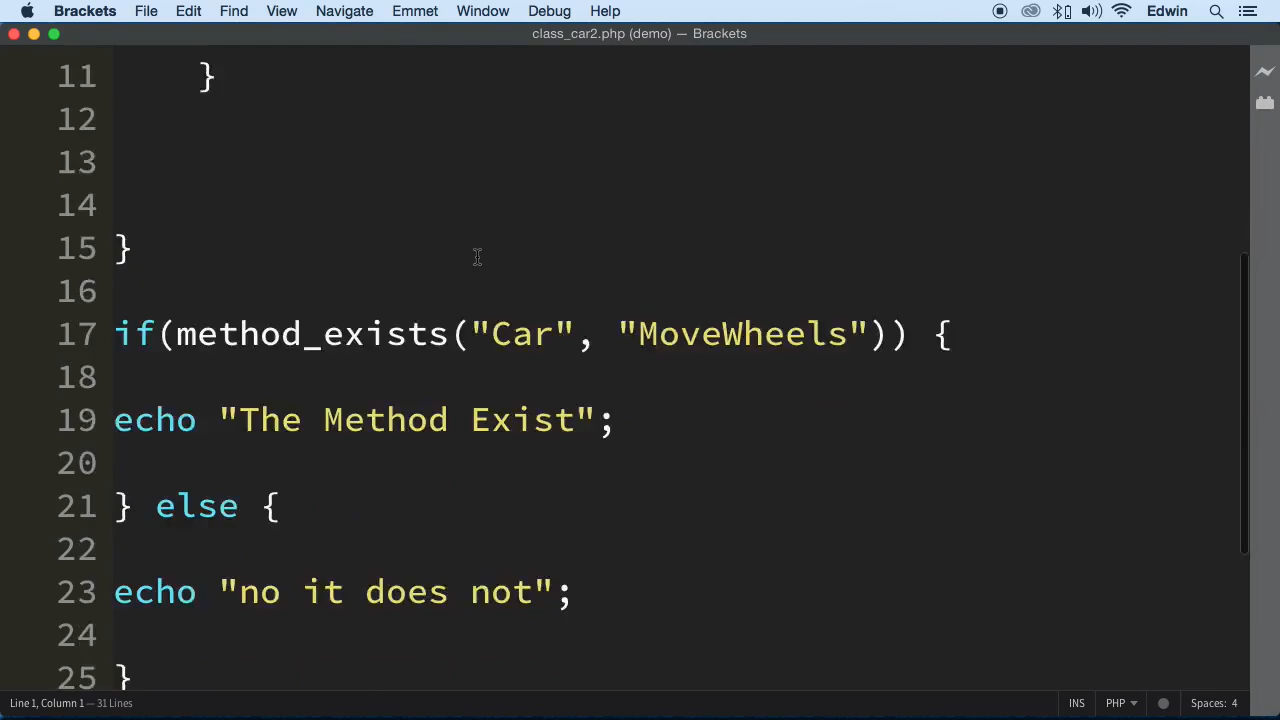 Brackets File Edit Find View Navigate Emmet Window Debug Help Edwin
class_car2.php (demo) — Brackets
11 }
12
13
14
15 }
16
17 if(method_exists("Car", "MoveWheels")) {
18
19 echo "The Method Exist";
20
21 } else {
22
23 echo "no it does not";
24
25 }
Line 1, Column 1 — 31 Lines INS PHP Spaces: 4